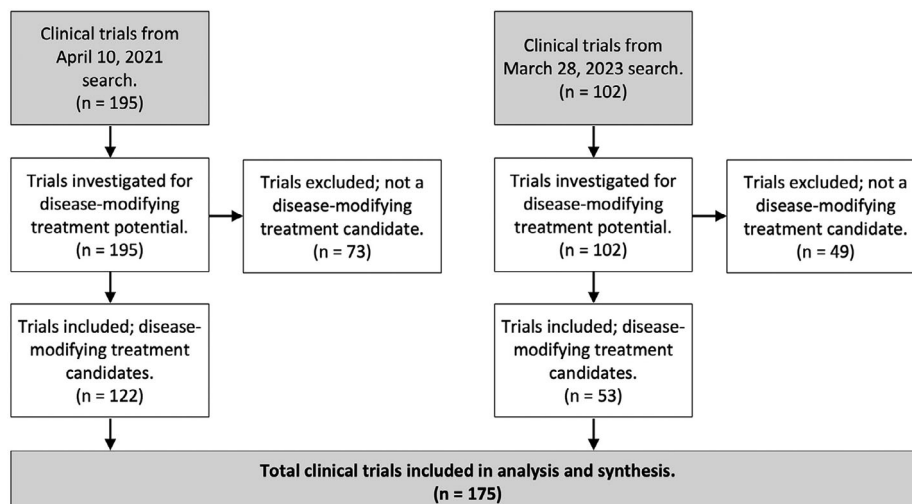 Clinical trials from
April 10, 2021
search.
(n = 195)
Clinical trials from
March 28, 2023 search.
(n = 102)
Trials investigated for
disease-modifying
treatment potential.
(n = 195)
Trials excluded; not a
disease-modifying
treatment candidate.
(n = 73)
Trials investigated for
disease-modifying
treatment potential.
(n = 102)
Trials excluded; not a
disease-modifying
treatment candidate.
(n = 49)
Trials included; disease-
modifying treatment
candidates.
(n = 122)
Trials included; disease-
modifying treatment
candidates.
(n = 53)
Total clinical trials included in analysis and synthesis.
(n = 175)